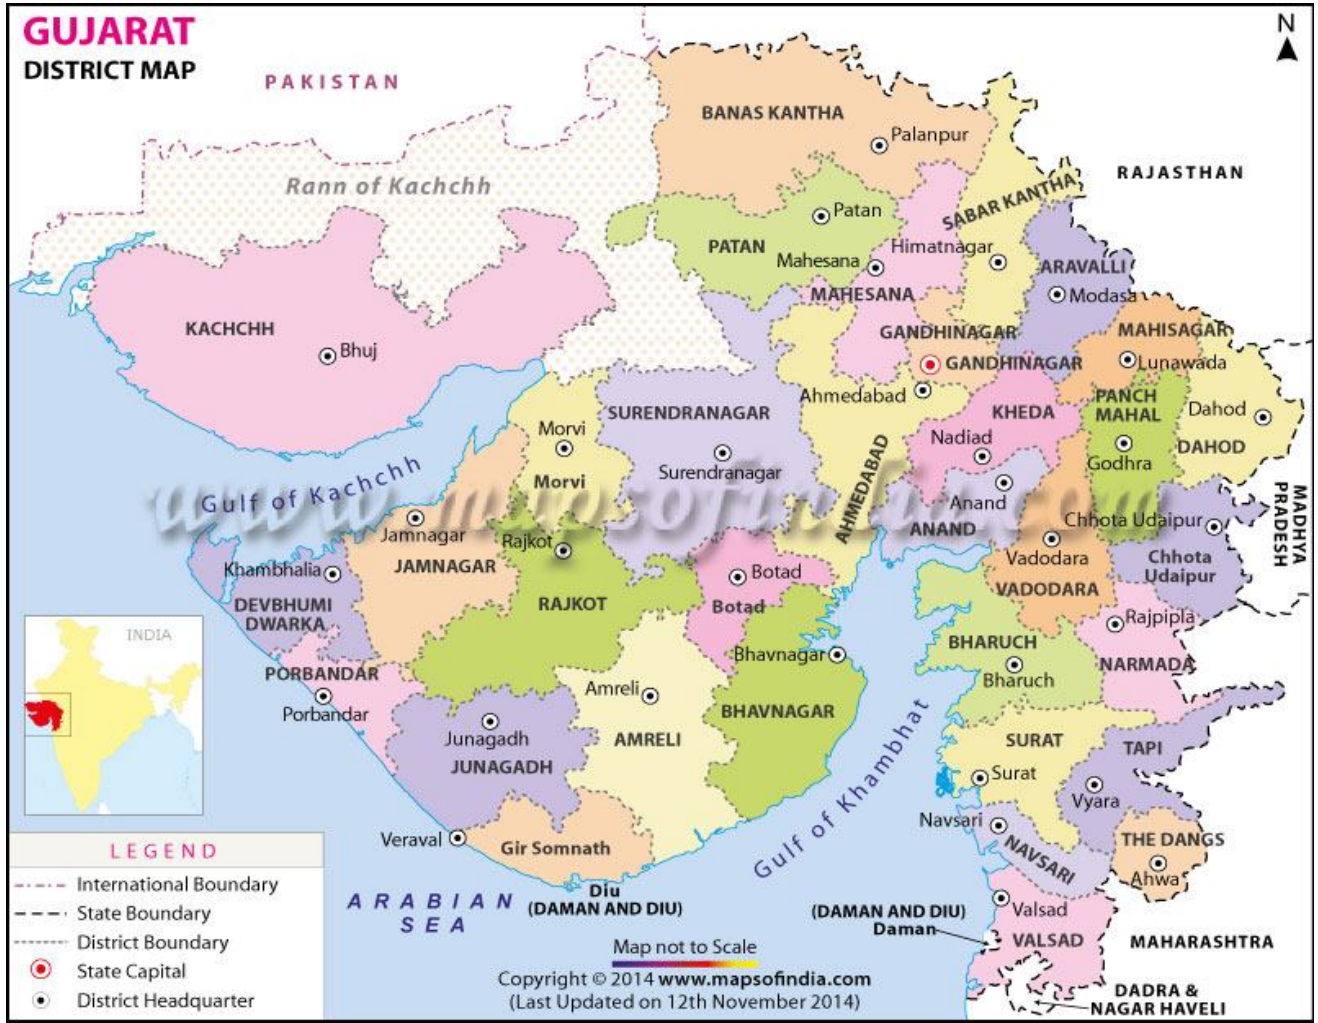 GUJARAT
DISTRICT MAP
N
PAKISTAN
RAJASTHAN
Rann of Kachchh
BANAS KANTHA
Palanpur
Patan
PATAN
SABAR KANTHA
Himatnagar
Mahesana
MAHESANA
ARAVALLI
Modasa
KACHCHH
Bhuj
GANDHINAGAR
GANDHINAGAR
MAHISAGAR
Lunawada
Ahmedabad
AHMEDABAD
KHEDA
Nadiad
PANCH
MAHAL
Godhra
Dahod
DAHOD
SURENDRANAGAR
Surendranagar
Morvi
Morvi
Gulf of Kachchh
www.mapsofindia.com
Anand
ANAND
Chhota Udaipur
Chhota
Udaipur
MADHYA
PRADESH
Jamnagar
JAMNAGAR
Rajkot
RAJKOT
Khambhalia
DEVBHUMI
DWARKA
Botad
Botad
Vadodara
VADODARA
Rajpipla
NARMADA
BHARUCH
Bharuch
INDIA
PORBANDAR
Porbandar
Amreli
AMRELI
Bhavnagar
BHAVNAGAR
Junagadh
JUNAGADH
Gulf of Khambhat
SURAT
Surat
TAPI
Vyara
Navsari
NAVSARI
THE DANGS
Ahwa
Veraval
Gir Somnath
Diu
(DAMAN AND DIU)
ARABIAN
SEA
(DAMAN AND DIU)
Daman
Valsad
VALSAD
MAHARASHTRA
DADRA &
NAGAR HAVELI
LEGEND
International Boundary
State Boundary
District Boundary
State Capital
District Headquarter
Map not to Scale
Copyright © 2014 www.mapsofindia.com
(Last Updated on 12th November 2014)